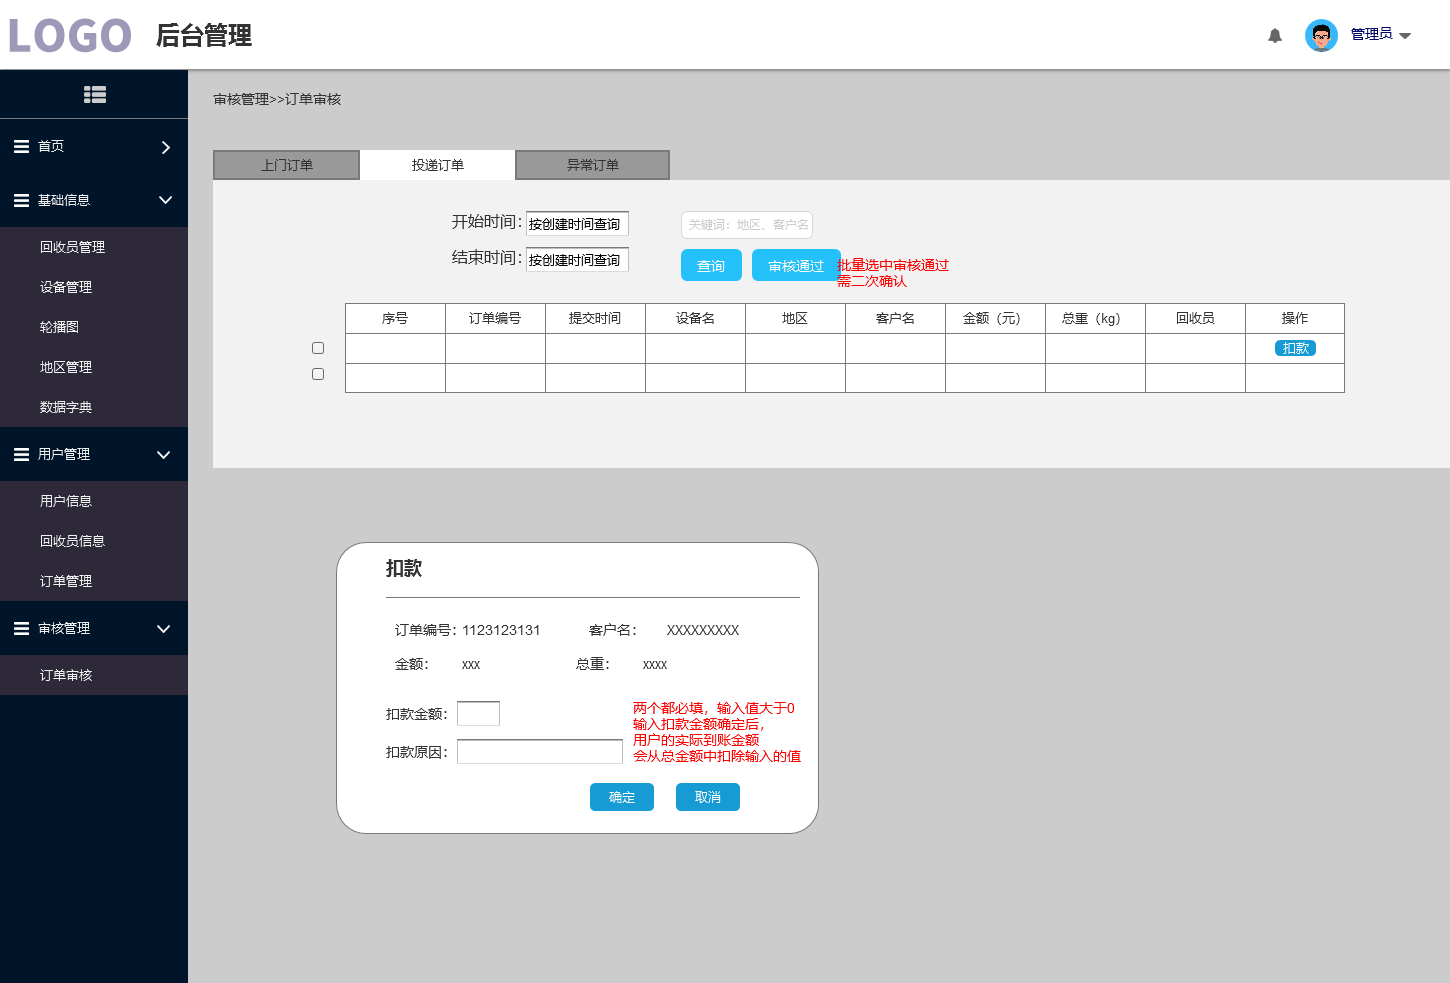 LOGO 后台管理
管理员
审核管理>>订单审核
首页
基础信息
回收员管理
设备管理
轮播图
地区管理
数据字典
用户管理
用户信息
回收员信息
订单管理
审核管理
订单审核
上门订单 投递订单 异常订单
开始时间： 按创建时间查询 关键词：地区、客户名
结束时间： 按创建时间查询 查询 审核通过 批量选中审核通过
需二次确认
序号 订单编号 提交时间 设备名 地区 客户名 金额（元） 总重（kg） 回收员 操作
扣款
扣款
订单编号：1123123131 客户名： XXXXXXXXX
金额： xxx 总重： xxxx
扣款金额：
扣款原因：
两个都必填，输入值大于0
输入扣款金额确定后，
用户的实际到账金额
会从总金额中扣除输入的值
确定 取消